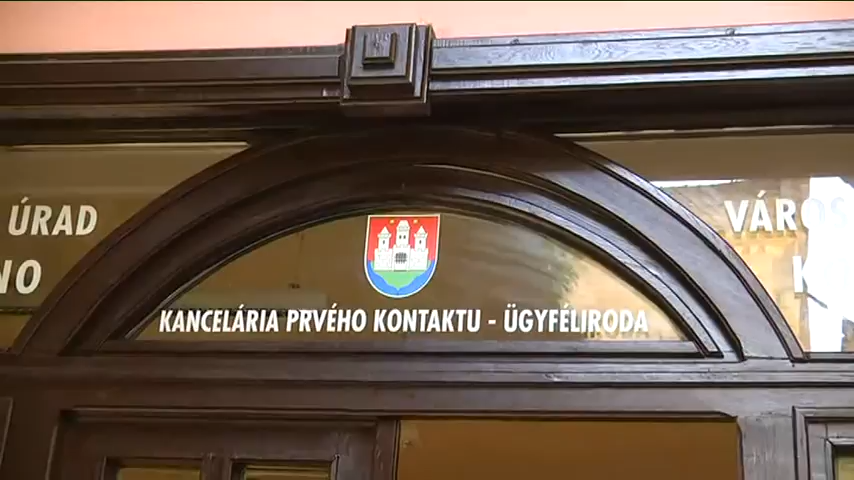 ÚRAD
NO
KANCELÁRIA PRVÉHO KONTAKTU - ÜGYFÉLIRODA
VÁROS
K